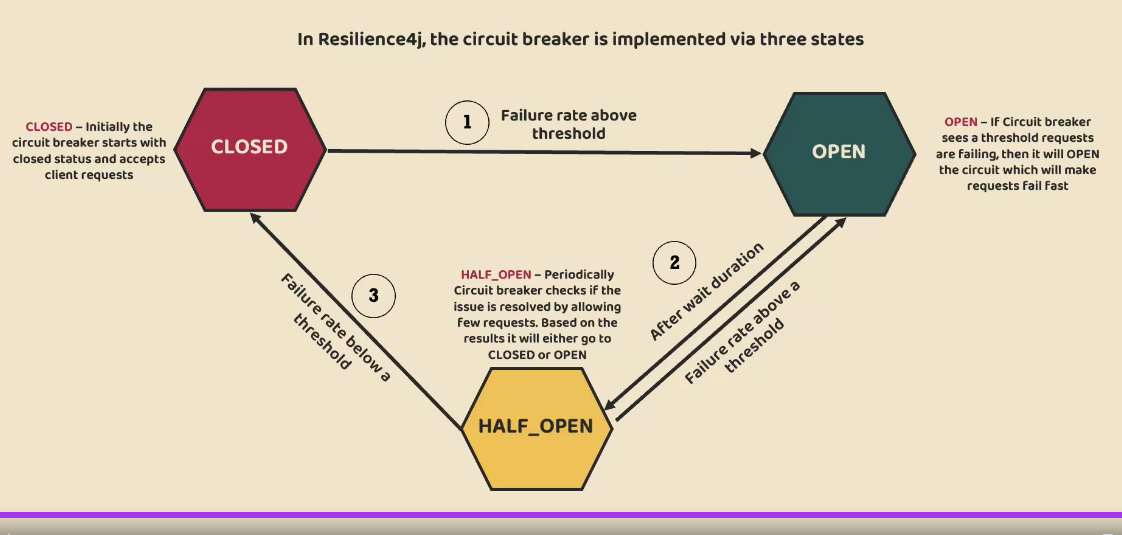 In Resilience4j, the circuit breaker is implemented via three states
CLOSED – Initially the
circuit breaker starts with
closed status and accepts
client requests
CLOSED
1
Failure rate above
threshold
OPEN
OPEN – If Circuit breaker
sees a threshold requests
are failing, then it will OPEN
the circuit which will make
requests fail fast
3
Failure rate below a
threshold
HALF_OPEN – Periodically
Circuit breaker checks if the
issue is resolved by allowing
few requests. Based on the
results it will either go to
CLOSED or OPEN
2
After wait duration
Failure rate above a
threshold
HALF_OPEN